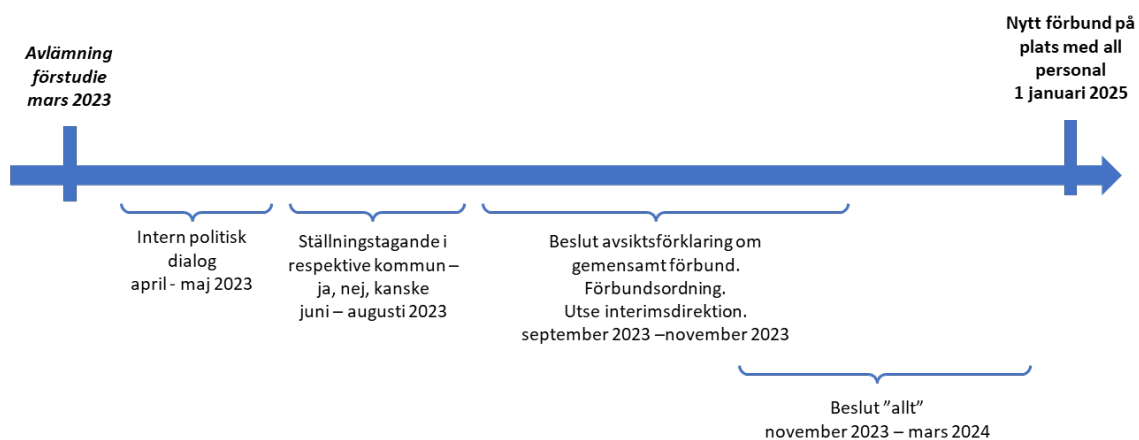 Avlämning
förstudie
mars 2023
Nytt förbund på
plats med all
personal
1 januari 2025
Intern politisk
dialog
april - maj 2023
Ställningstagande i
respektive kommun –
ja, nej, kanske
juni – augusti 2023
Beslut avsiktsförklaring om
gemensamt förbund.
Förbundsordning.
Utse interimsdirektion.
september 2023 –november 2023
Beslut ”allt”
november 2023 – mars 2024